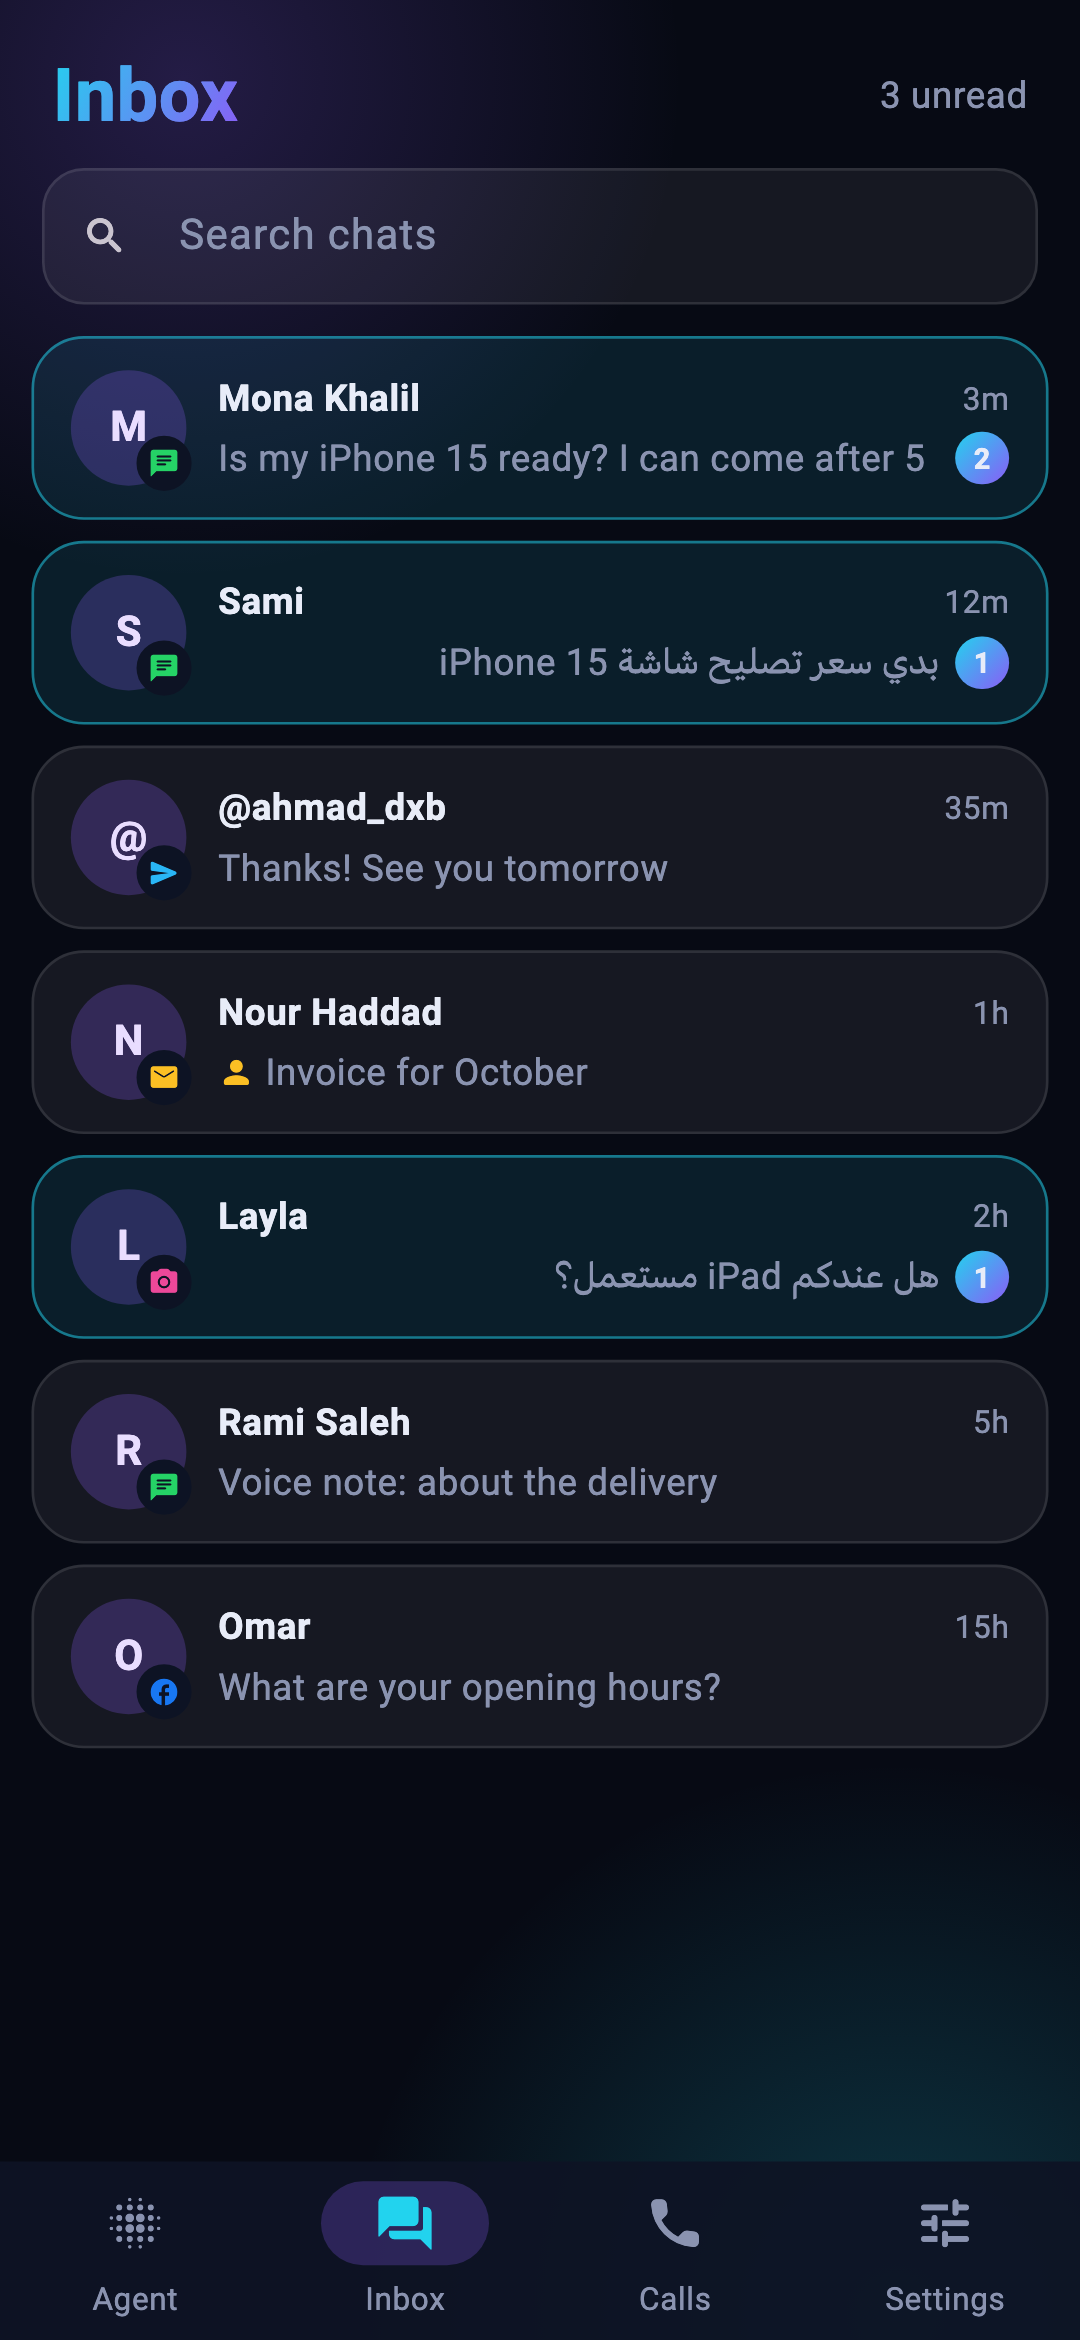 Inbox
3 unread
Search chats
M
Mona Khalil
3m
Is my iPhone 15 ready? I can come after 5
2
S
Sami
12m
بدي سعر تصليح شاشة iPhone 15
1
@
@ahmad_dxb
35m
Thanks! See you tomorrow
N
Nour Haddad
1h
Invoice for October
L
Layla
2h
هل عندكم iPad مستعمل؟
1
R
Rami Saleh
5h
Voice note: about the delivery
O
Omar
15h
What are your opening hours?
Agent
Inbox
Calls
Settings